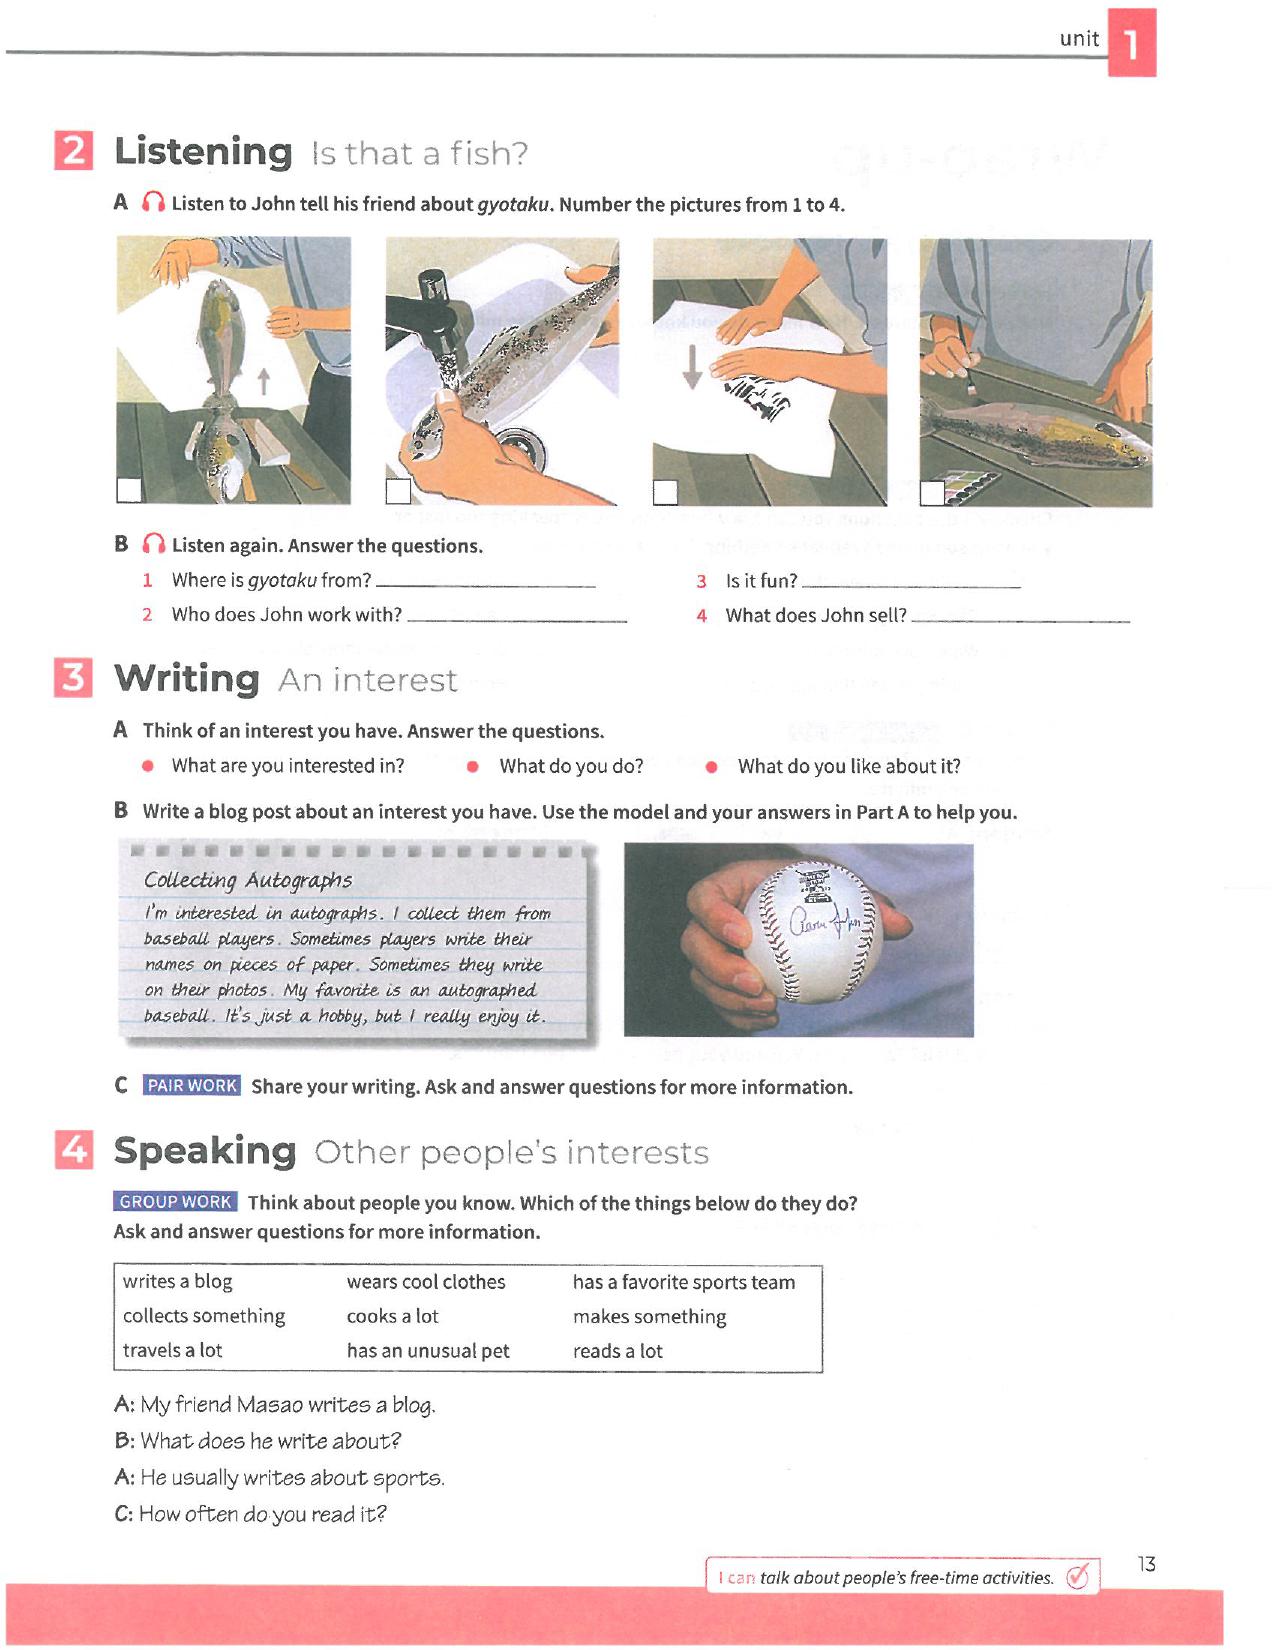 unit 1
2 Listening Is that a fish?
A Listen to John tell his friend about gyotaku. Number the pictures from 1 to 4.
B Listen again. Answer the questions.
1 Where is gyotaku from?
3 Is it fun?
2 Who does John work with?
4 What does John sell?
3 Writing An interest
A Think of an interest you have. Answer the questions.
• What are you interested in? • What do you do? • What do you like about it?
B Write a blog post about an interest you have. Use the model and your answers in Part A to help you.
Collecting Autographs
I'm interested in autographs. I collect them from
baseball players. Sometimes players write their
names on pieces of paper. Sometimes they write
on their photos. My favorite is an autographed
baseball. It's just a hobby, but I really enjoy it.
C PAIR WORK Share your writing. Ask and answer questions for more information.
4 Speaking Other people's interests
GROUP WORK Think about people you know. Which of the things below do they do?
Ask and answer questions for more information.
writes a blog wears cool clothes has a favorite sports team
collects something cooks a lot makes something
travels a lot has an unusual pet reads a lot
A: My friend Masao writes a blog.
B: What does he write about?
A: He usually writes about sports.
C: How often do you read it?
I can talk about people's free-time activities.
13